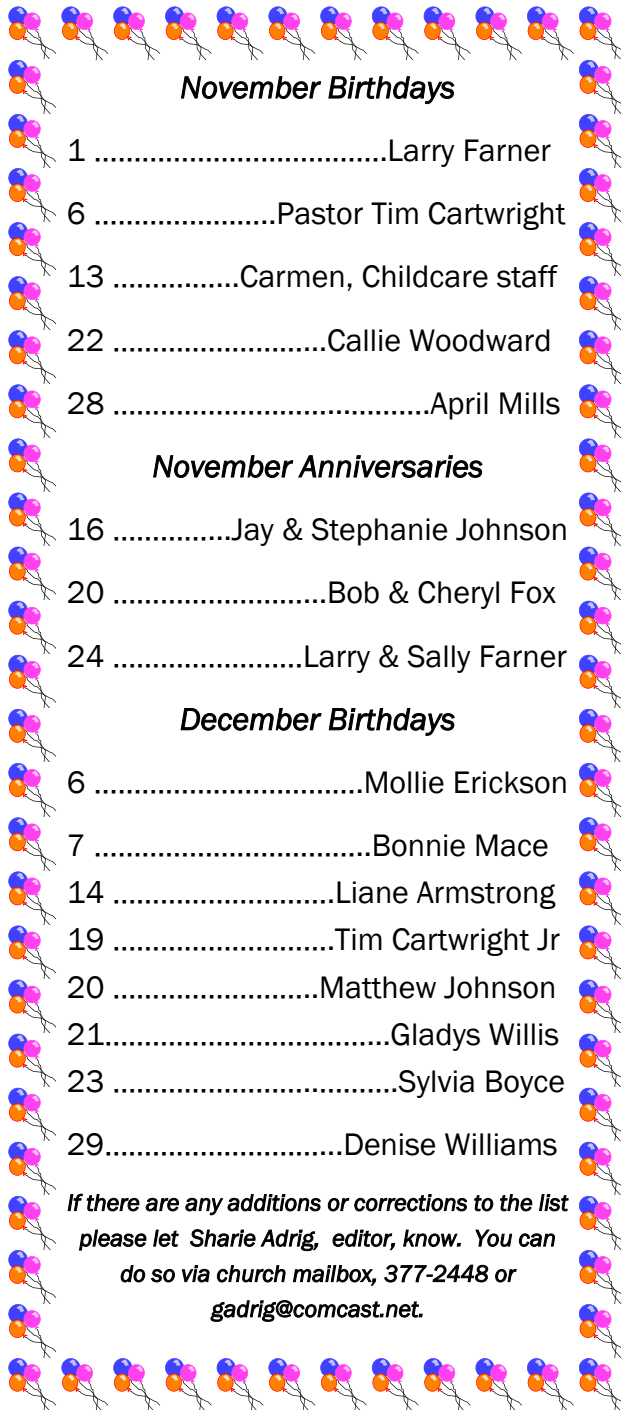 November Birthdays
1 .....................................Larry Farner
6 .......................Pastor Tim Cartwright
13 ................Carmen, Childcare staff
22 ...........................Callie Woodward
28 ........................................April Mills
November Anniversaries
16 ...............Jay & Stephanie Johnson
20 ...........................Bob & Cheryl Fox
24 ........................Larry & Sally Farner
December Birthdays
6 ..................................Mollie Erickson
7 ...................................Bonnie Mace
14 ............................Liane Armstrong
19 ............................Tim Cartwright Jr
20 ..........................Matthew Johnson
21....................................Gladys Willis
23 ....................................Sylvia Boyce
29..............................Denise Williams
If there are any additions or corrections to the list
please let Sharie Adrig, editor, know. You can
do so via church mailbox, 377-2448 or
gadrig@comcast.net.